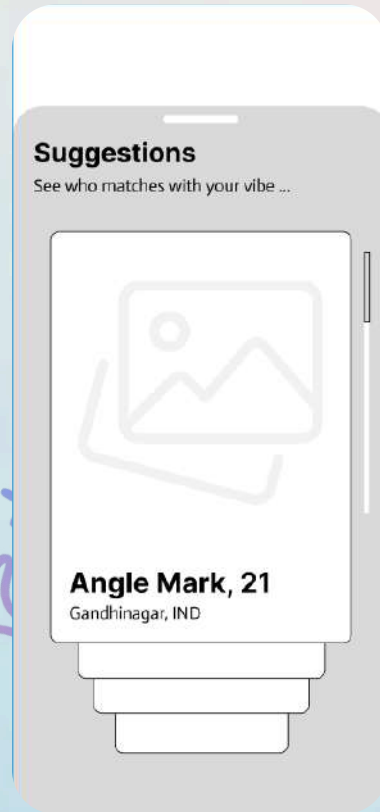 Suggestions
See who matches with your vibe ...
Angle Mark, 21
Gandhinagar, IND